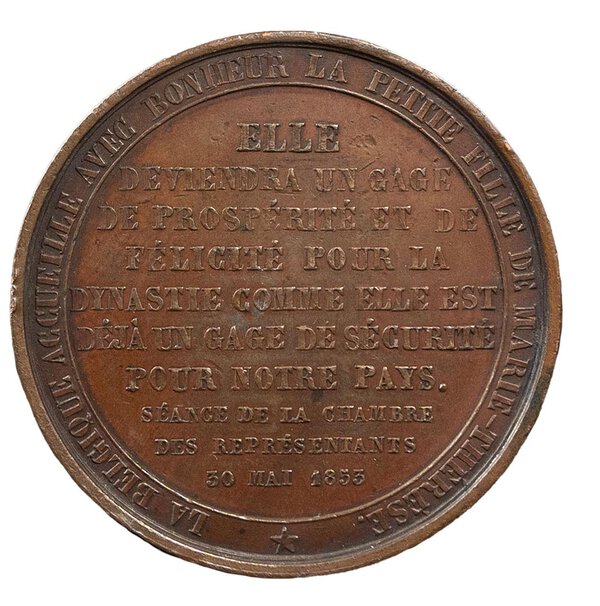 LA BELGIQUE ACCUEILLE AVEC BONHEUR LA PETITE FILLE DE MARIE-THÉRÈSE.
ELLE
DEVIENDRA UN GAGE
DE PROSPÉRITÉ ET DE
FÉLICITÉ POUR LA
DYNASTIE COMME ELLE EST
DÉJÀ UN GAGE DE SÉCURITÉ
POUR NOTRE PAYS.
SÉANCE DE LA CHAMBRE
DES REPRÉSENTANTS
30 MAI 1853